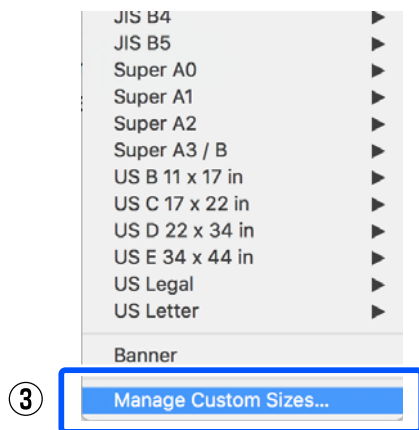 JIS B4
JIS B5
Super A0
Super A1
Super A2
Super A3 / B
US B 11 x 17 in
US C 17 x 22 in
US D 22 x 34 in
US E 34 x 44 in
US Legal
US Letter
Banner
③ Manage Custom Sizes...